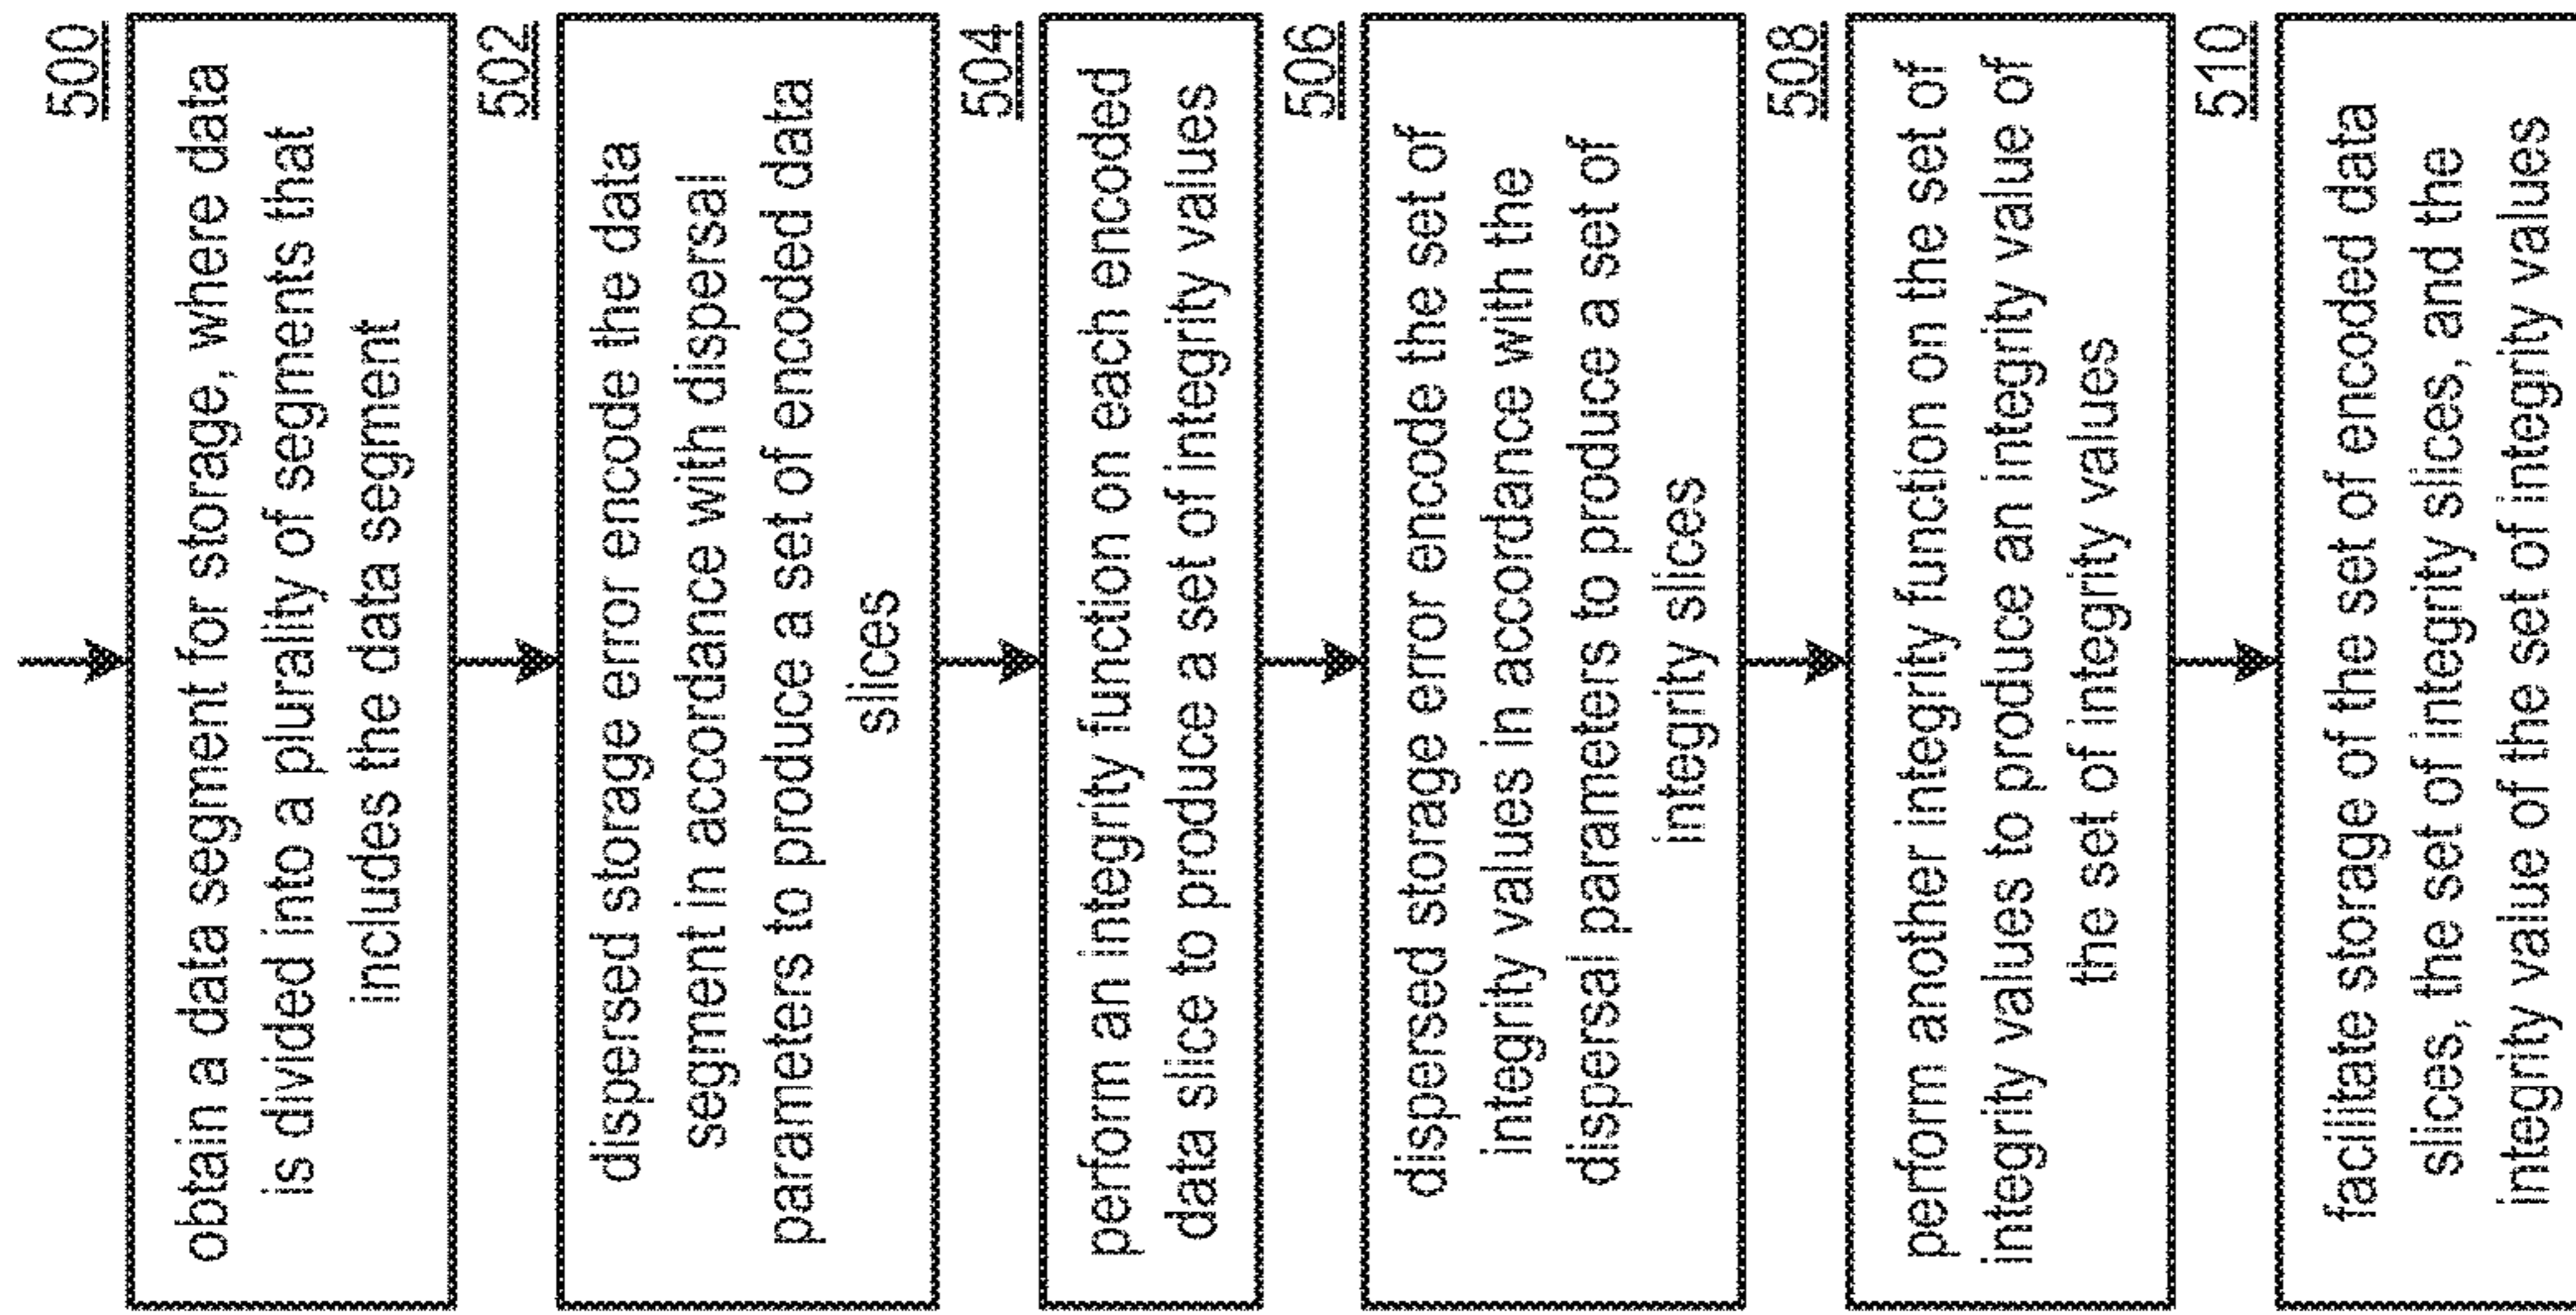 500
obtain a data segment for storage, where data
is divided into a plurality of segments that
includes the data segment
502
dispersed storage error encode the data
segment in accordance with dispersal
parameters to produce a set of encoded data
slices
504
perform an integrity function on each encoded
data slice to produce a set of integrity values
506
dispersed storage error encode the set of
integrity values in accordance with the
dispersal parameters to produce a set of
integrity slices
508
perform another integrity function on the set of
integrity values to produce an integrity value of
the set of integrity values
510
facilitate storage of the set of encoded data
slices, the set of integrity slices, and the
integrity value of the set of integrity values